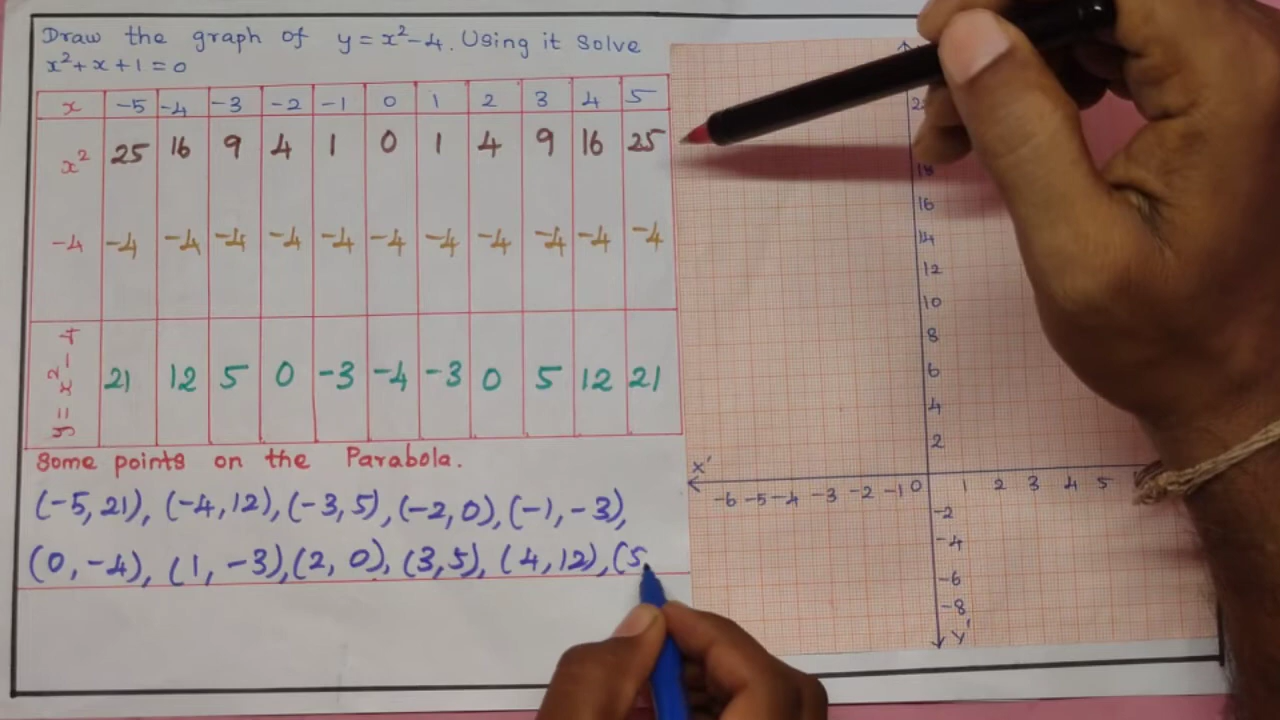 Draw the graph of y = x² - 4. Using it solve
x² + x + 1 = 0
x -5 -4 -3 -2 -1 0 1 2 3 4 5
x² 25 16 9 4 1 0 1 4 9 16 25
-4 -4 -4 -4 -4 -4 -4 -4 -4 -4 -4 -4
y = x² - 4 21 12 5 0 -3 -4 -3 0 5 12 21
Some points on the Parabola.
(-5, 21), (-4, 12), (-3, 5), (-2, 0), (-1, -3),
(0, -4), (1, -3), (2, 0), (3, 5), (4, 12), (5
18
16
14
12
10
8
6
4
2
X'
-6 -5 -4 -3 -2 -1 0 1 2 3 4 5
-2
-4
-6
-8
Y'